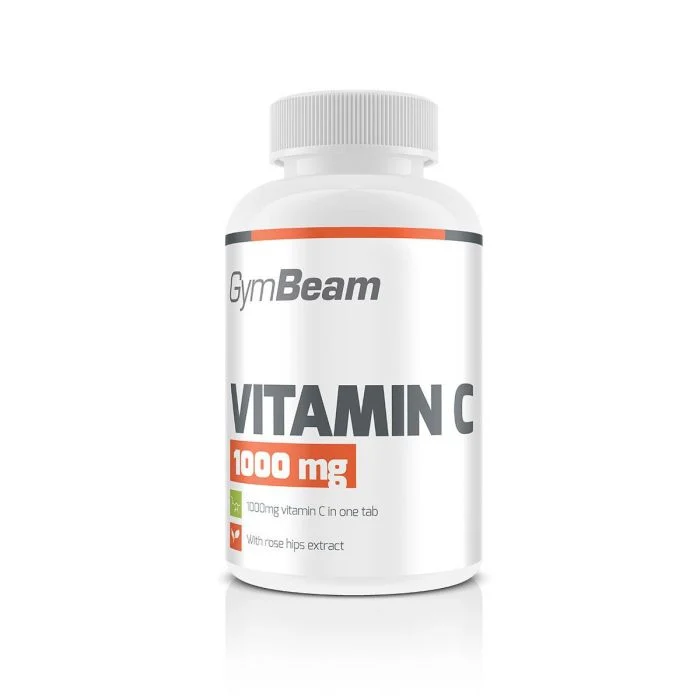 GymBeam
VITAMIN C
1000 mg
1000mg vitamin C in one tab
With rose hips extract